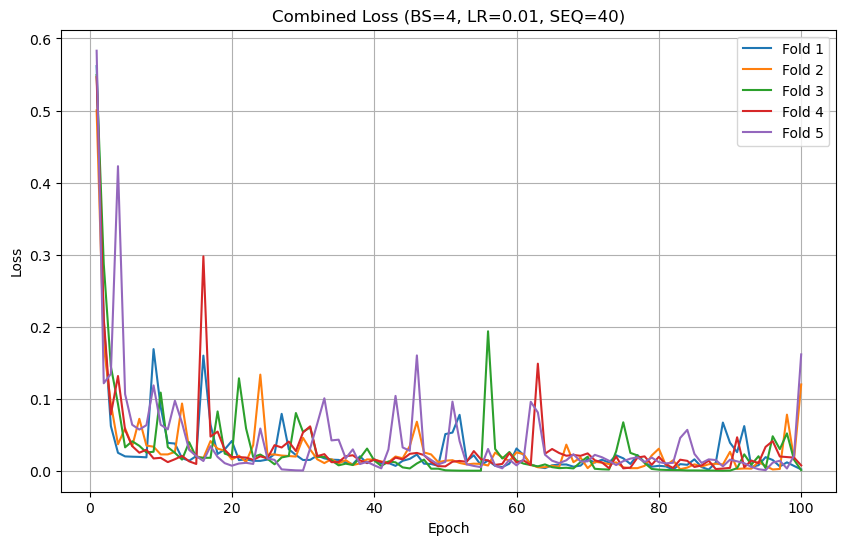 Combined Loss (BS=4, LR=0.01, SEQ=40)
Loss
0.6
0.5
0.4
0.3
0.2
0.1
0.0
Fold 1
Fold 2
Fold 3
Fold 4
Fold 5
0 20 40 60 80 100
Epoch